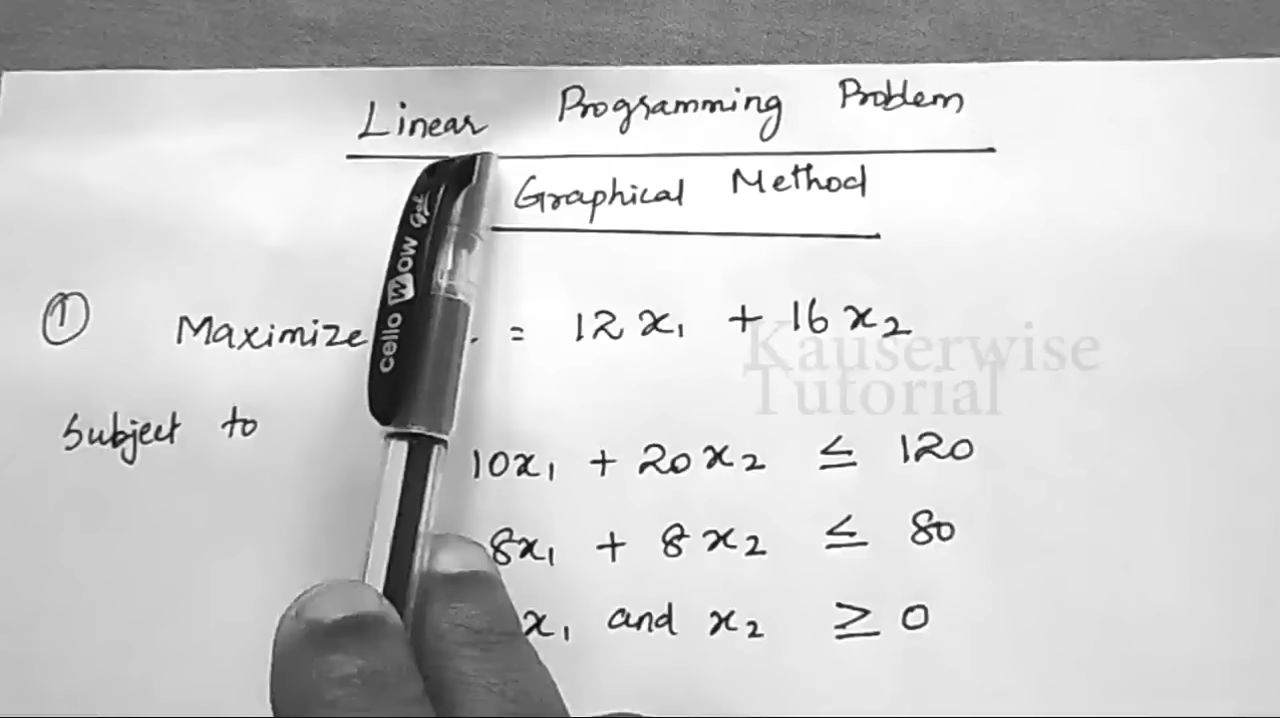 Linear Programming Problem
Graphical Method
① Maximize . = 12x₁ + 16x₂
Kauserwise
Tutorial
Subject to
10x₁ + 20x₂ ≤ 120
8x₁ + 8x₂ ≤ 80
x₁ and x₂ ≥ 0
cello Wow Gel